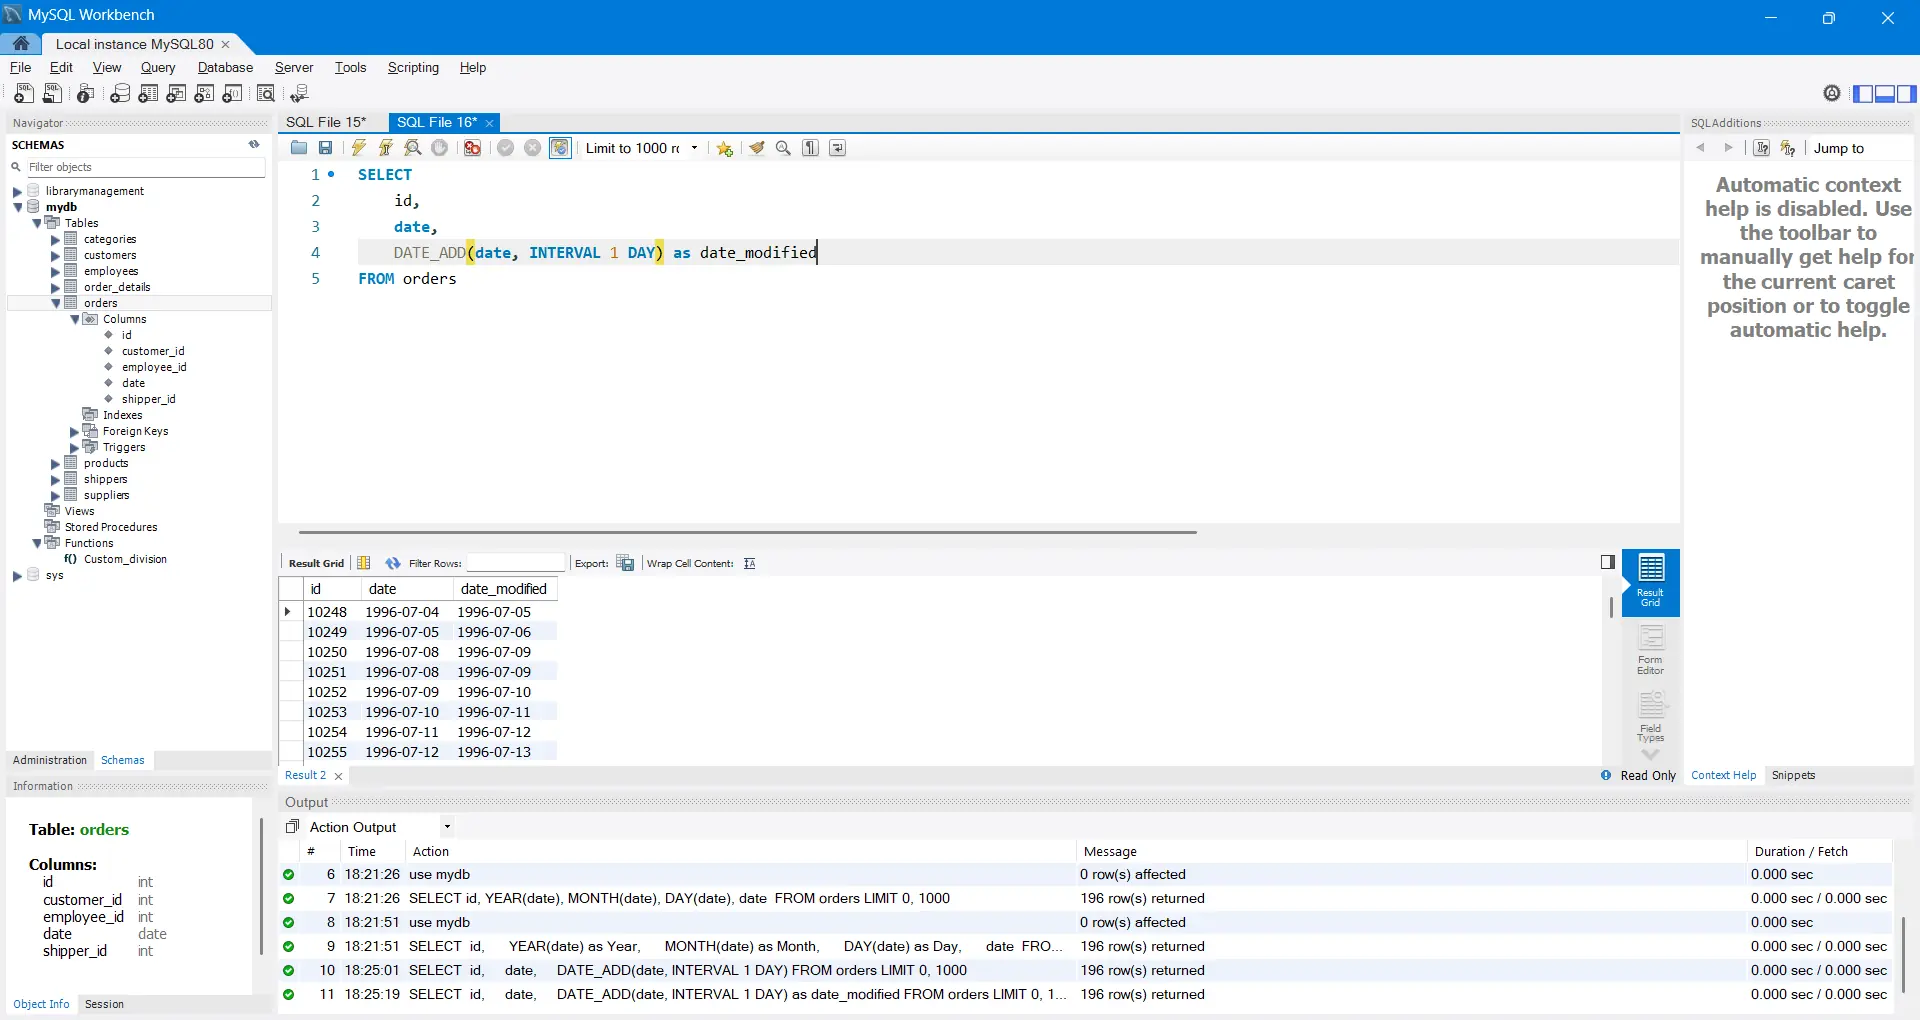 MySQL Workbench
Local instance MySQL80
File Edit View Query Database Server Tools Scripting Help
Navigator
SCHEMAS
Filter objects
librarymanagement
mydb
Tables
categories
customers
employees
order_details
orders
Columns
id
customer_id
employee_id
date
shipper_id
Indexes
Foreign Keys
Triggers
products
shippers
suppliers
Views
Stored Procedures
Functions
f() Custom_division
sys
Administration Schemas
Information
Table: orders
Columns:
id int
customer_id int
employee_id int
date date
shipper_id int
Object Info Session
SQL File 15* SQL File 16*
Limit to 1000 rc
1 SELECT
2 id,
3 date,
4 DATE_ADD(date, INTERVAL 1 DAY) as date_modified
5 FROM orders
Result Grid Filter Rows: Export: Wrap Cell Content:
id date date_modified
10248 1996-07-04 1996-07-05
10249 1996-07-05 1996-07-06
10250 1996-07-08 1996-07-09
10251 1996-07-08 1996-07-09
10252 1996-07-09 1996-07-10
10253 1996-07-10 1996-07-11
10254 1996-07-11 1996-07-12
10255 1996-07-12 1996-07-13
Result
Grid
Form
Editor
Field
Types
Result 2
Read Only
SQLAdditions
Jump to
Automatic context
help is disabled. Use
the toolbar to
manually get help for
the current caret
position or to toggle
automatic help.
Context Help Snippets
Output
Action Output
# Time Action Message Duration / Fetch
6 18:21:26 use mydb 0 row(s) affected 0.000 sec
7 18:21:26 SELECT id, YEAR(date), MONTH(date), DAY(date), date FROM orders LIMIT 0, 1000 196 row(s) returned 0.000 sec / 0.000 sec
8 18:21:51 use mydb 0 row(s) affected 0.000 sec
9 18:21:51 SELECT id, YEAR(date) as Year, MONTH(date) as Month, DAY(date) as Day, date FRO... 196 row(s) returned 0.000 sec / 0.000 sec
10 18:25:01 SELECT id, date, DATE_ADD(date, INTERVAL 1 DAY) FROM orders LIMIT 0, 1000 196 row(s) returned 0.000 sec / 0.000 sec
11 18:25:19 SELECT id, date, DATE_ADD(date, INTERVAL 1 DAY) as date_modified FROM orders LIMIT 0, 1... 196 row(s) returned 0.000 sec / 0.000 sec